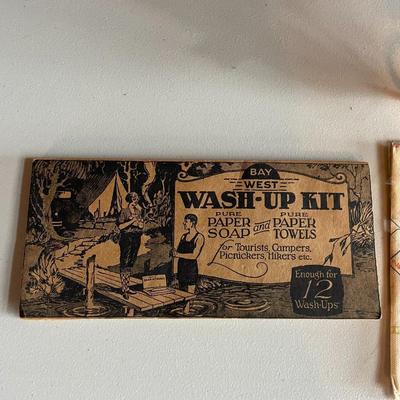 BAY
WEST
WASH-UP KIT
PURE PAPER SOAP and PURE PAPER TOWELS
for Tourists, Campers,
Picnickers, Hikers etc.
Enough for
12
Wash-Ups